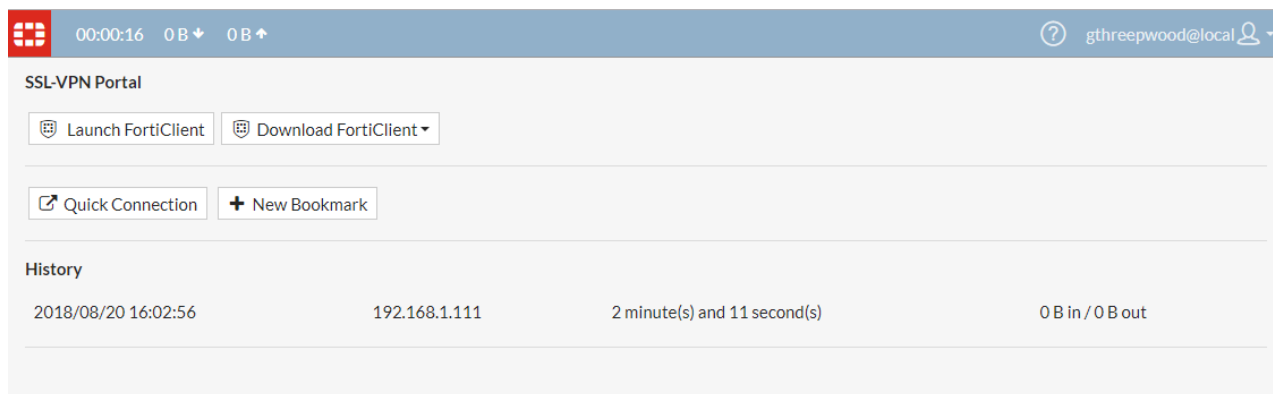 00:00:16 0 B 0 B gthreepwood@local
SSL-VPN Portal
Launch FortiClient Download FortiClient
Quick Connection New Bookmark
History
2018/08/20 16:02:56 192.168.1.111 2 minute(s) and 11 second(s) 0 B in / 0 B out